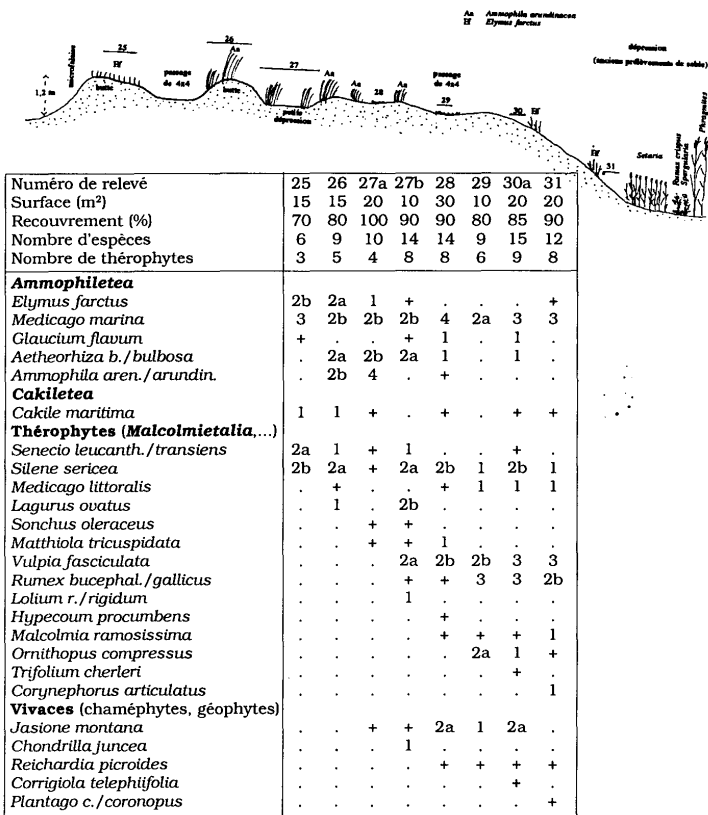 Aa Ammophila arundinacea
Ef Elymus farctus
dépression
(anciens prélèvements de sable)
microfalaise
25
Ef
butte
1,2 m
passage
de 4x4
26
Aa
butte
27
petite
dépression
Aa
Aa
28
Aa
passage
de 4x4
29
30
Ef
Ef
31
Setaria
Rumex crispus
Spergularia
Phragmites
Numéro de relevé 25 26 27a 27b 28 29 30a 31
Surface (m²) 15 15 20 10 30 10 20 20
Recouvrement (%) 70 80 100 90 90 80 85 90
Nombre d'espèces 6 9 10 14 14 9 15 12
Nombre de thérophytes 3 5 4 8 8 6 9 8
Ammophiletea
Elymus farctus 2b 2a 1 + . . . +
Medicago marina 3 2b 2b 2b 4 2a 3 3
Glaucium flavum + . . + 1 . 1 .
Aetheorhiza b./bulbosa . 2a 2b 2a 1 . 1 .
Ammophila aren./arundin. . 2b 4 . + . . .
Cakiletea
Cakile maritima 1 1 + . + . + +
Thérophytes (Malcolmietalia,...)
Senecio leucanth./transiens 2a 1 + 1 . . + .
Silene sericea 2b 2a + 2a 2b 1 2b 1
Medicago littoralis . + . . + 1 1 1
Lagurus ovatus . 1 . 2b . . . .
Sonchus oleraceus . . + + . . . .
Matthiola tricuspidata . . + + 1 . . .
Vulpia fasciculata . . . 2a 2b 2b 3 3
Rumex bucephal./gallicus . . . + + 3 3 2b
Lolium r./rigidum . . . 1 . . . .
Hypecoum procumbens . . . . + . . .
Malcolmia ramosissima . . . . + + + 1
Ornithopus compressus . . . . . 2a 1 +
Trifolium cherleri . . . . . . + .
Corynephorus articulatus . . . . . . . 1
Vivaces (chaméphytes, géophytes)
Jasione montana . . + + 2a 1 2a .
Chondrilla juncea . . . 1 . . . .
Reichardia picroides . . . . + + + +
Corrigiola telephiifolia . . . . . . + .
Plantago c./coronopus . . . . . . . +